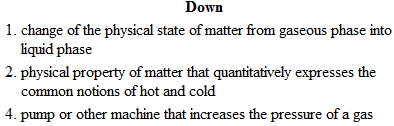 Down
1. change of the physical state of matter from gaseous phase into
liquid phase
2. physical property of matter that quantitatively expresses the
common notions of hot and cold
4. pump or other machine that increases the pressure of a gas